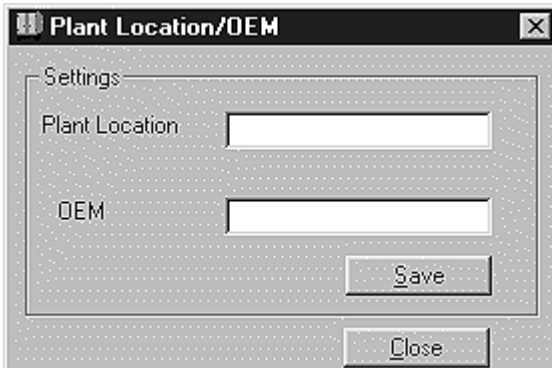 Plant Location/OEM
Settings
Plant Location
OEM
Save
Close